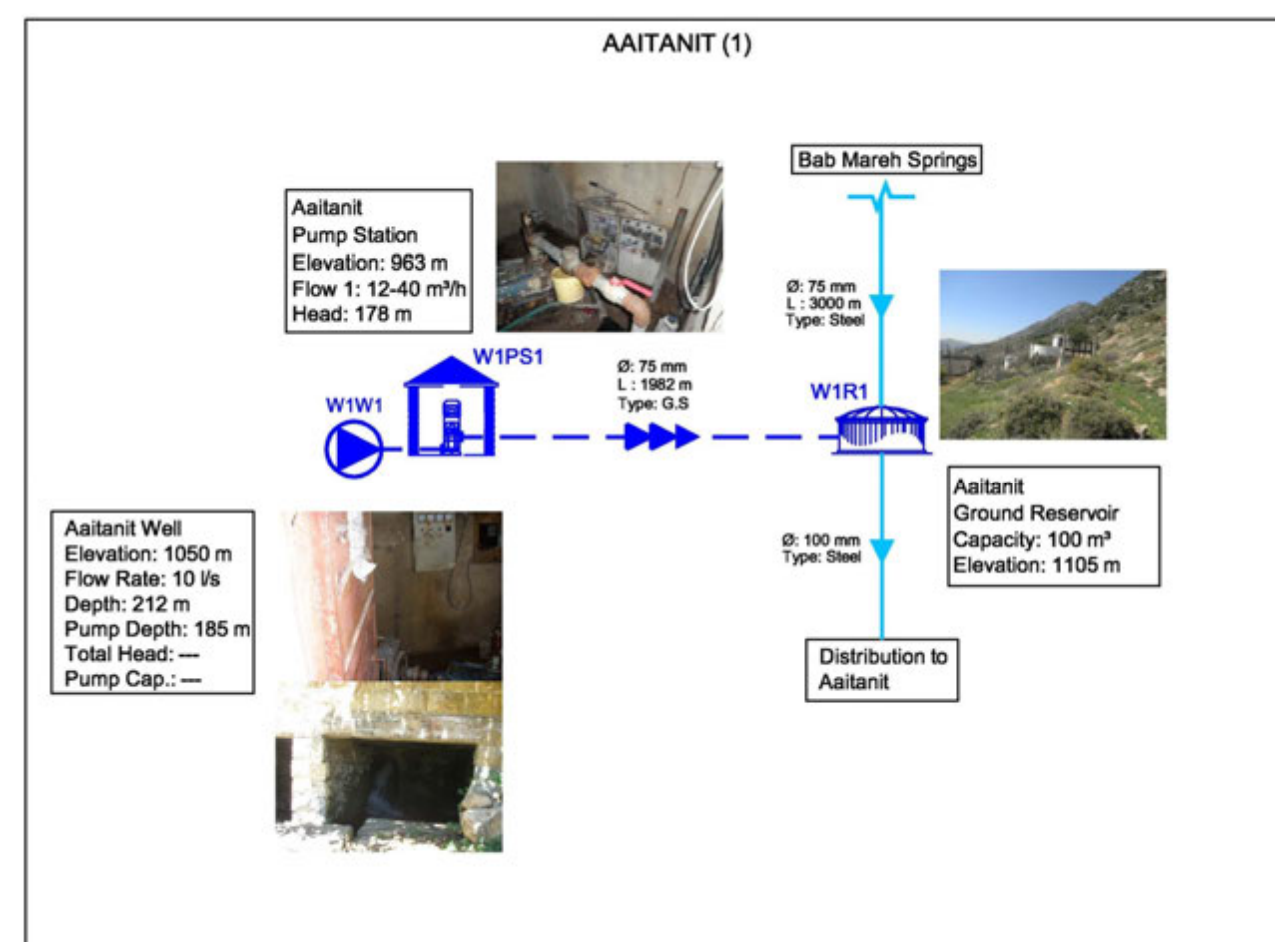 AAITANIT (1)
Bab Mareh Springs
Aaitanit
Pump Station
Elevation: 963 m
Flow 1: 12-40 m³/h
Head: 178 m
Ø: 75 mm
L : 3000 m
Type: Steel
W1PS1
Ø: 75 mm
L : 1982 m
Type: G.S
W1R1
W1W1
Aaitanit
Ground Reservoir
Capacity: 100 m³
Elevation: 1105 m
Aaitanit Well
Elevation: 1050 m
Flow Rate: 10 l/s
Depth: 212 m
Pump Depth: 185 m
Total Head: ---
Pump Cap.: ---
Ø: 100 mm
Type: Steel
Distribution to
Aaitanit